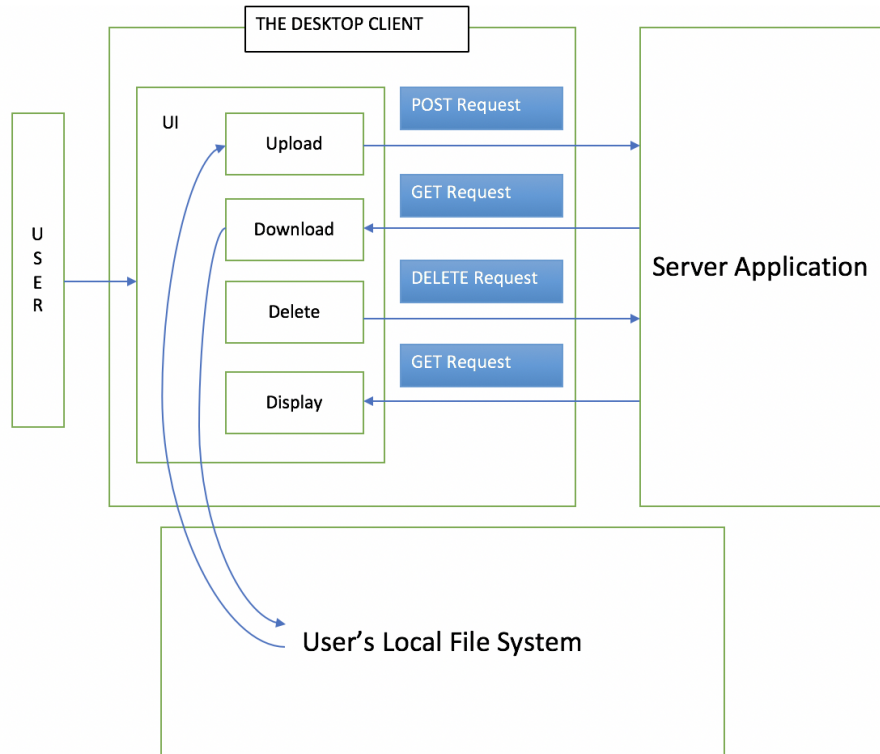 THE DESKTOP CLIENT
UI
POST Request
Upload
GET Request
Download
U
S
E
R
DELETE Request
Server Application
Delete
GET Request
Display
User’s Local File System